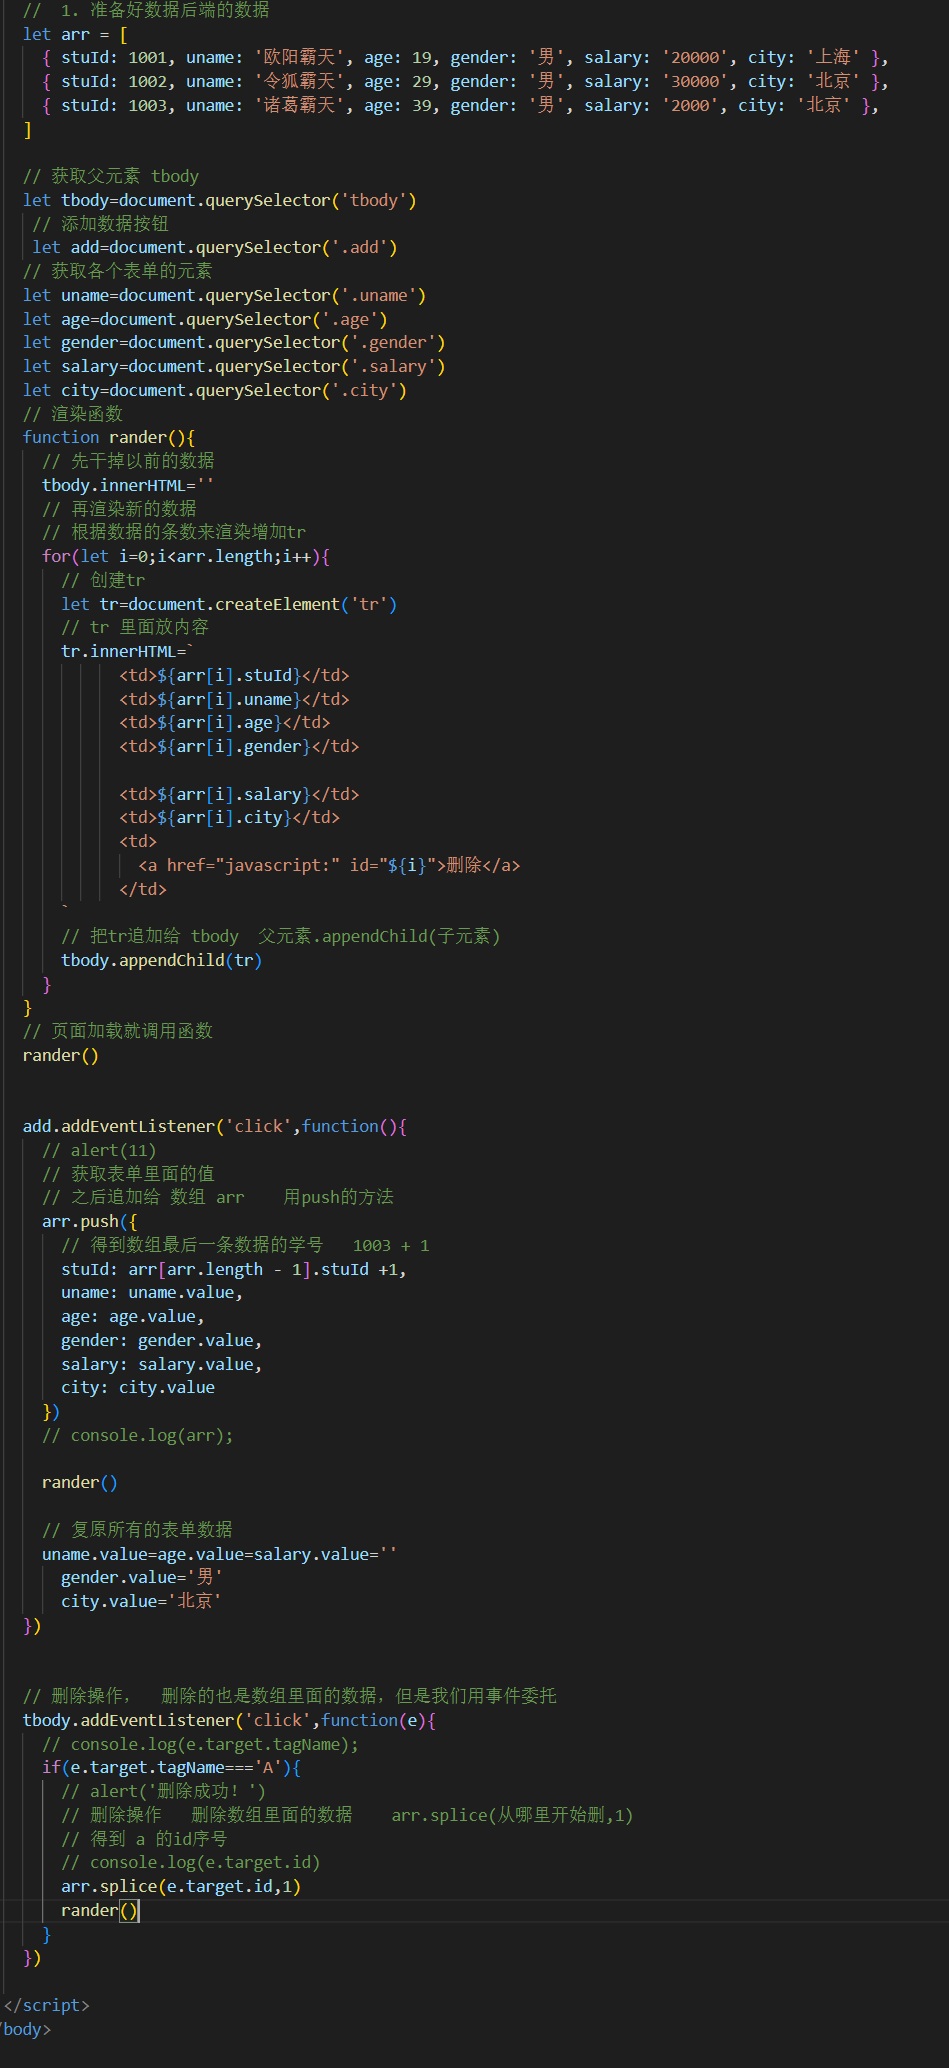 //  1. 准备好数据后端的数据
let arr = [
  { stuId: 1001, uname: '欧阳霸天', age: 19, gender: '男', salary: '20000', city: '上海' },
  { stuId: 1002, uname: '令狐霸天', age: 29, gender: '男', salary: '30000', city: '北京' },
  { stuId: 1003, uname: '诸葛霸天', age: 39, gender: '男', salary: '2000', city: '北京' },
]
// 获取父元素 tbody
let tbody=document.querySelector('tbody')
 // 添加数据按钮
 let add=document.querySelector('.add')
// 获取各个表单的元素
let uname=document.querySelector('.uname')
let age=document.querySelector('.age')
let gender=document.querySelector('.gender')
let salary=document.querySelector('.salary')
let city=document.querySelector('.city')
// 渲染函数
function rander(){
  // 先干掉以前的数据
  tbody.innerHTML=''
  // 再渲染新的数据
  // 根据数据的条数来渲染增加tr
  for(let i=0;i<arr.length;i++){
    // 创建tr
    let tr=document.createElement('tr')
    // tr 里面放内容
    tr.innerHTML=`
          <td>${arr[i].stuId}</td>
          <td>${arr[i].uname}</td>
          <td>${arr[i].age}</td>
          <td>${arr[i].gender}</td>
          <td>${arr[i].salary}</td>
          <td>${arr[i].city}</td>
          <td>
            <a href="javascript:" id="${i}">删除</a>
          </td>
    `
    // 把tr追加给 tbody  父元素.appendChild(子元素)
    tbody.appendChild(tr)
  }
}
// 页面加载就调用函数
rander()
add.addEventListener('click',function(){
  // alert(11)
  // 获取表单里面的值
  // 之后追加给 数组 arr    用push的方法
  arr.push({
    // 得到数组最后一条数据的学号   1003 + 1
    stuId: arr[arr.length - 1].stuId +1,
    uname: uname.value,
    age: age.value,
    gender: gender.value,
    salary: salary.value,
    city: city.value
  })
  // console.log(arr);
  rander()
  // 复原所有的表单数据
  uname.value=age.value=salary.value=''
    gender.value='男'
    city.value='北京'
})
// 删除操作，  删除的也是数组里面的数据，但是我们用事件委托
tbody.addEventListener('click',function(e){
  // console.log(e.target.tagName);
  if(e.target.tagName==='A'){
    // alert('删除成功！')
    // 删除操作   删除数组里面的数据    arr.splice(从哪里开始删,1)
    // 得到 a 的id序号
    // console.log(e.target.id)
    arr.splice(e.target.id,1)
    rander()
  }
})
</script>
/body>